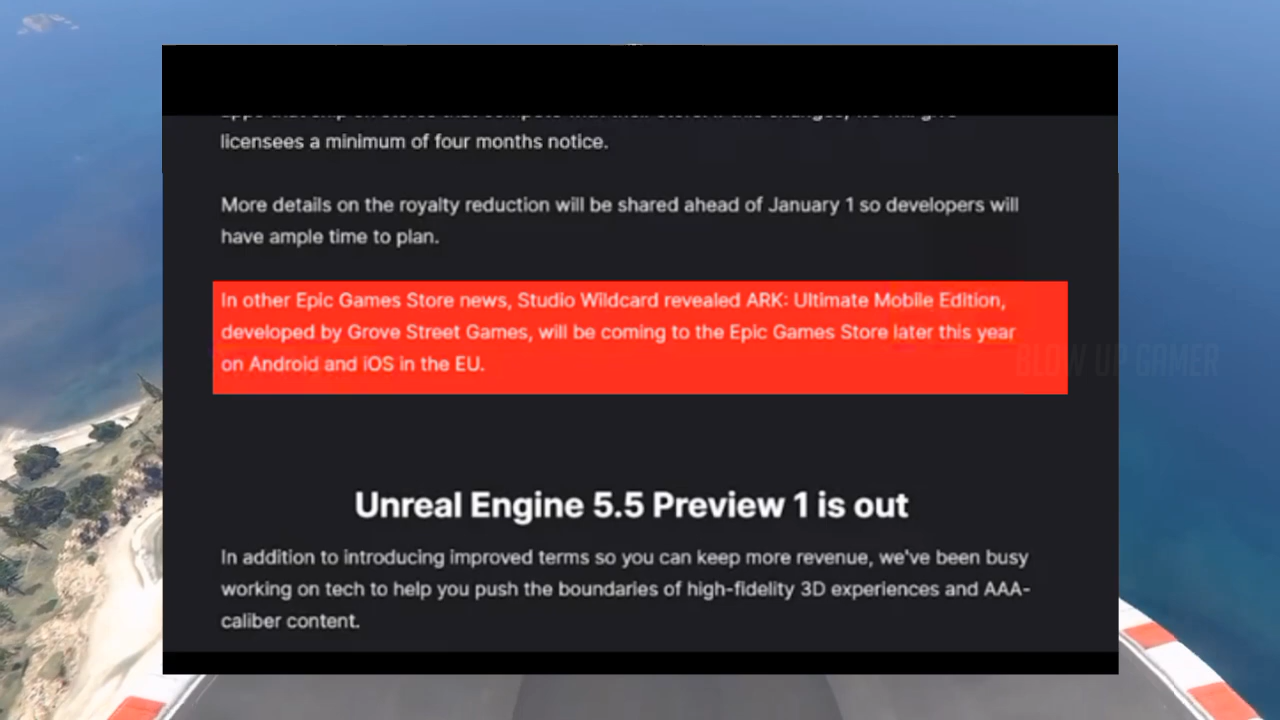 licensees a minimum of four months notice.
More details on the royalty reduction will be shared ahead of January 1 so developers will
have ample time to plan.
In other Epic Games Store news, Studio Wildcard revealed ARK: Ultimate Mobile Edition,
developed by Grove Street Games, will be coming to the Epic Games Store later this year
on Android and iOS in the EU.
BLOW UP GAMER
Unreal Engine 5.5 Preview 1 is out
In addition to introducing improved terms so you can keep more revenue, we've been busy
working on tech to help you push the boundaries of high-fidelity 3D experiences and AAA-
caliber content.